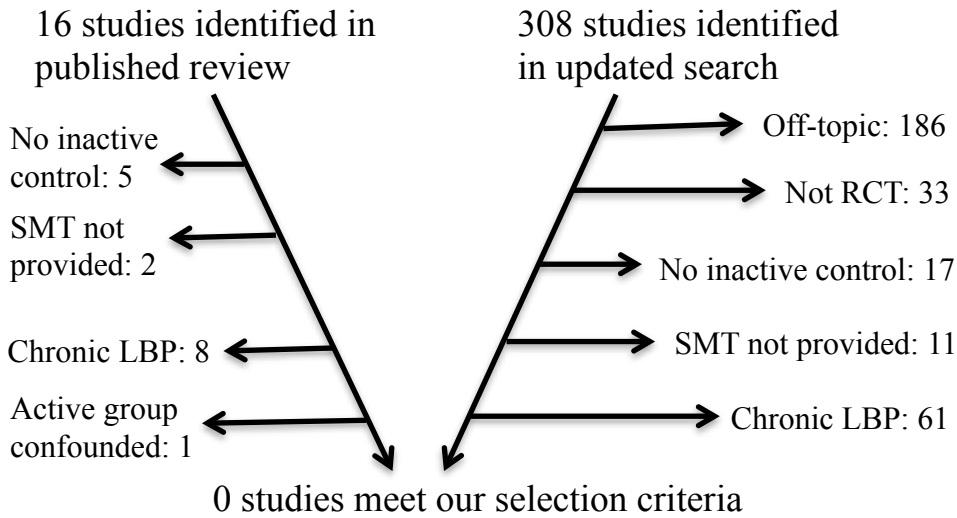 16 studies identified in
published review
No inactive
control: 5
SMT not
provided: 2
Chronic LBP: 8
Active group
confounded: 1
308 studies identified
in updated search
Off-topic: 186
Not RCT: 33
No inactive control: 17
SMT not provided: 11
Chronic LBP: 61
0 studies meet our selection criteria